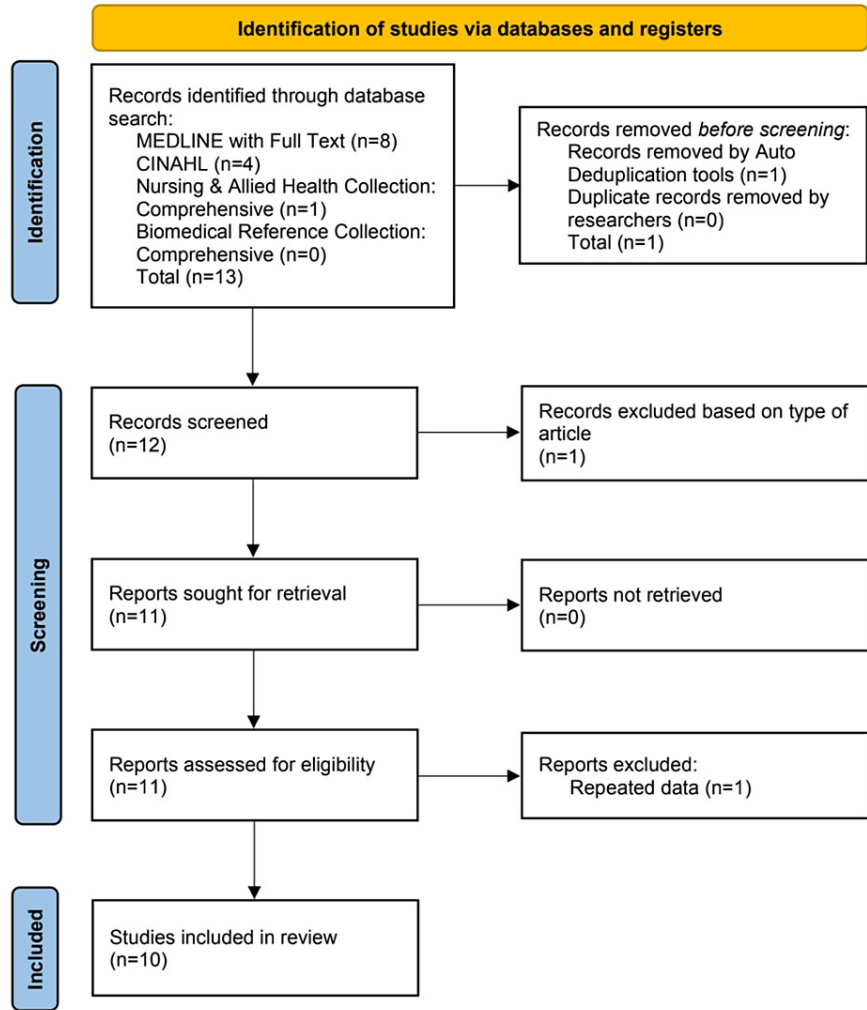 Identification of studies via databases and registers
Identification
Records identified through database
search:
MEDLINE with Full Text (n=8)
CINAHL (n=4)
Nursing & Allied Health Collection:
Comprehensive (n=1)
Biomedical Reference Collection:
Comprehensive (n=0)
Total (n=13)
Records removed before screening:
Records removed by Auto
Deduplication tools (n=1)
Duplicate records removed by
researchers (n=0)
Total (n=1)
Screening
Records screened
(n=12)
Records excluded based on type of
article
(n=1)
Reports sought for retrieval
(n=11)
Reports not retrieved
(n=0)
Reports assessed for eligibility
(n=11)
Reports excluded:
Repeated data (n=1)
Included
Studies included in review
(n=10)